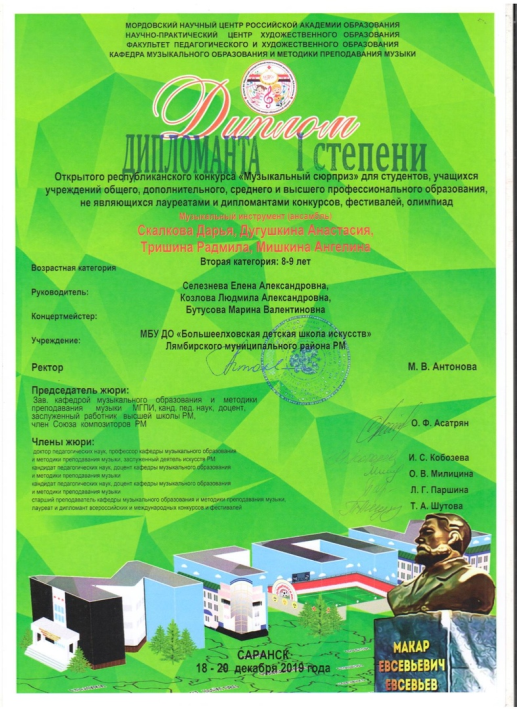 МОРДОВСКИЙ НАУЧНЫЙ ЦЕНТР РОССИЙСКОЙ АКАДЕМИИ ОБРАЗОВАНИЯ
НАУЧНО-ПРАКТИЧЕСКИЙ ЦЕНТР ХУДОЖЕСТВЕННОГО ОБРАЗОВАНИЯ
ФАКУЛЬТЕТ ПЕДАГОГИЧЕСКОГО И ХУДОЖЕСТВЕННОГО ОБРАЗОВАНИЯ
КАФЕДРА МУЗЫКАЛЬНОГО ОБРАЗОВАНИЯ И МЕТОДИКИ ПРЕПОДАВАНИЯ МУЗЫКИ
Диплом
ДИПЛОМАНТА I степени
Открытого республиканского конкурса «Музыкальный сюрприз» для студентов, учащихся
учреждений общего, дополнительного, среднего и высшего профессионального образования,
не являющихся лауреатами и дипломантами конкурсов, фестивалей, олимпиад
Музыкальный инструмент (ансамбль)
Скалкова Дарья, Дугушкина Анастасия,
Тришина Радмила, Мишкина Ангелина
Возрастная категория
Вторая категория: 8-9 лет
Руководитель:
Селезнева Елена Александровна,
Козлова Людмила Александровна,
Концертмейстер:
Бутусова Марина Валентиновна
Учреждение:
МБУ ДО «Большеелховская детская школа искусств»
Лямбирского муниципального района РМ
Ректор
М. В. Антонова
Председатель жюри:
Зав. кафедрой музыкального образования и методики
преподавания музыки МГПИ, канд. пед. наук, доцент,
заслуженный работник высшей школы РМ,
член Союза композиторов РМ
О. Ф. Асатрян
Члены жюри:
доктор педагогических наук, профессор кафедры музыкального образования
и методики преподавания музыки, заслуженный деятель искусств РМ
И. С. Кобозева
кандидат педагогических наук, доцент кафедры музыкального образования
и методики преподавания музыки
О. В. Милицина
кандидат педагогических наук, доцент кафедры музыкального образования
и методики преподавания музыки
Л. Г. Паршина
старший преподаватель кафедры музыкального образования и методики преподавания музыки,
лауреат и дипломант всероссийских и международных конкурсов и фестивалей
Т. А. Шутова
САРАНСК
18 - 20 декабря 2019 года
МАКАР
ЕВСЕВЬЕВИЧ
ЕВСЕВЬЕВ